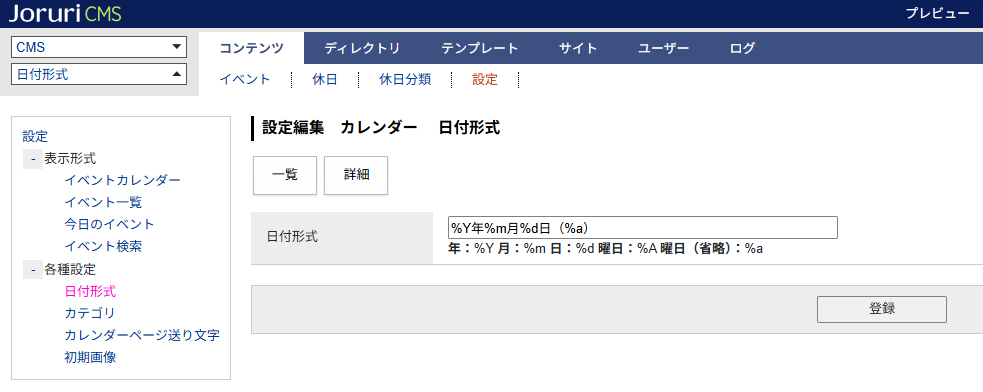 Joruri CMS
プレビュー
CMS
日付形式
コンテンツ ディレクトリ テンプレート サイト ユーザー ログ
イベント 休日 休日分類 設定
設定
- 表示形式
イベントカレンダー
イベント一覧
今日のイベント
イベント検索
- 各種設定
日付形式
カテゴリ
カレンダーページ送り文字
初期画像
設定編集 カレンダー 日付形式
一覧 詳細
日付形式
%Y年%m月%d日（%a）
年：%Y 月：%m 日：%d 曜日：%A 曜日（省略）：%a
登録